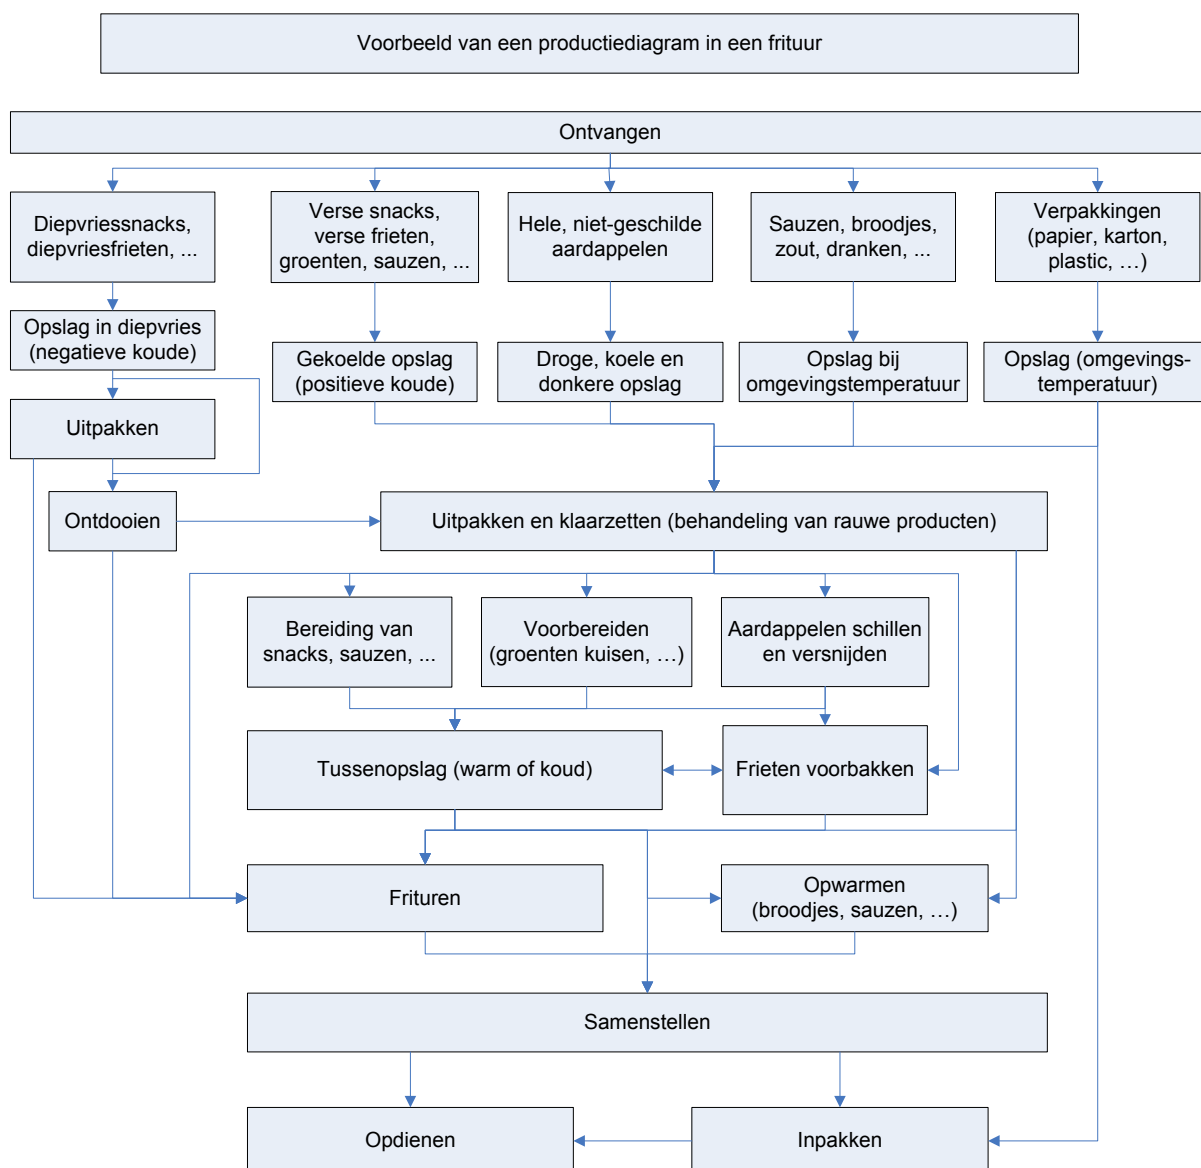 Voorbeeld van een productiediagram in een frituur
Ontvangen
Diepvriessnacks,
diepvriesfrieten, ...
Verse snacks,
verse frieten,
groenten, sauzen, ...
Hele, niet-geschilde
aardappelen
Sauzen, broodjes,
zout, dranken, ...
Verpakkingen
(papier, karton,
plastic, …)
Opslag in diepvries
(negatieve koude)
Gekoelde opslag
(positieve koude)
Droge, koele en
donkere opslag
Opslag bij
omgevingstemperatuur
Opslag (omgevings-
temperatuur)
Uitpakken
Ontdooien
Uitpakken en klaarzetten (behandeling van rauwe producten)
Bereiding van
snacks, sauzen, ...
Voorbereiden
(groenten kuisen, …)
Aardappelen schillen
en versnijden
Tussenopslag (warm of koud)
Frieten voorbakken
Frituren
Opwarmen
(broodjes, sauzen, …)
Samenstellen
Opdienen
Inpakken